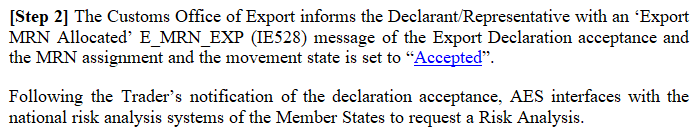 [Step 2] The Customs Office of Export informs the Declarant/Representative with an ‘Export
MRN Allocated’ E_MRN_EXP (IE528) message of the Export Declaration acceptance and
the MRN assignment and the movement state is set to “Accepted”.
Following the Trader’s notification of the declaration acceptance, AES interfaces with the
national risk analysis systems of the Member States to request a Risk Analysis.